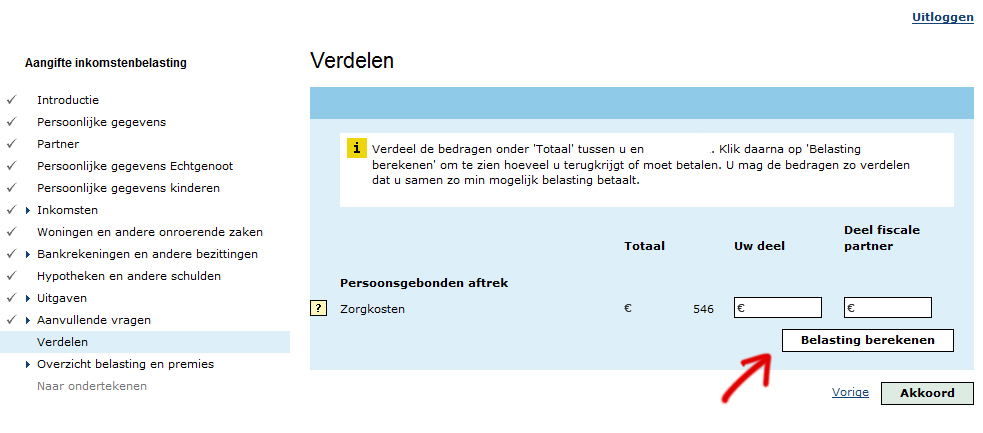 Uitloggen
Aangifte inkomstenbelasting
Introductie
Persoonlijke gegevens
Partner
Persoonlijke gegevens Echtgenoot
Persoonlijke gegevens kinderen
Inkomsten
Woningen en andere onroerende zaken
Bankrekeningen en andere bezittingen
Hypotheken en andere schulden
Uitgaven
Aanvullende vragen
Verdelen
Overzicht belasting en premies
Naar ondertekenen
Verdelen
i Verdeel de bedragen onder 'Totaal' tussen u en . Klik daarna op 'Belasting
berekenen' om te zien hoeveel u terugkrijgt of moet betalen. U mag de bedragen zo verdelen
dat u samen zo min mogelijk belasting betaalt.
Totaal Uw deel Deel fiscale
partner
Persoonsgebonden aftrek
? Zorgkosten € 546 € €
Belasting berekenen
Vorige Akkoord